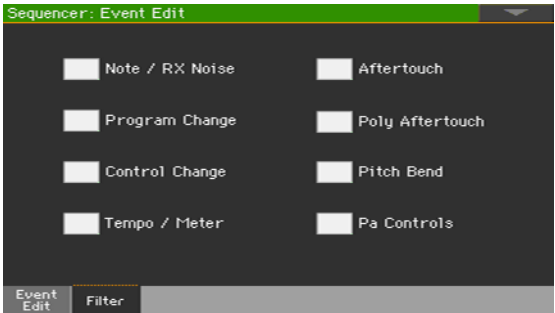 Sequencer: Event Edit
Note / RX Noise
Aftertouch
Program Change
Poly Aftertouch
Control Change
Pitch Bend
Tempo / Meter
Pa Controls
Event
Edit
Filter